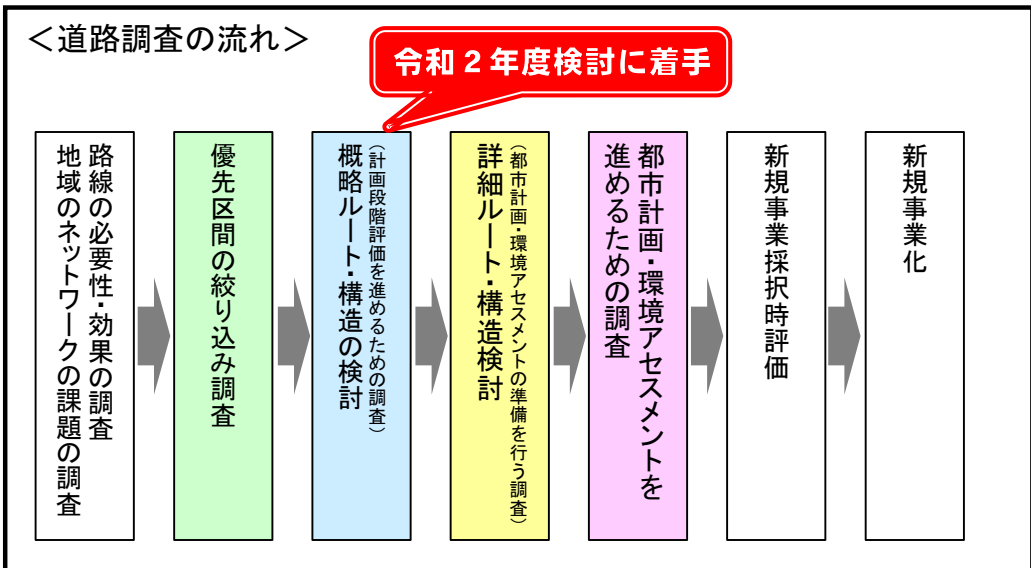 <道路調査の流れ>
令和2年度検討に着手
路線の必要性・効果の調査
地域のネットワークの課題の調査
優先区間の絞り込み調査
(計画段階評価を進めるための調査)
概略ルート・構造の検討
(都市計画・環境アセスメントの準備を行う調査)
詳細ルート・構造検討
都市計画・環境アセスメントを
進めるための調査
新規事業採択時評価
新規事業化